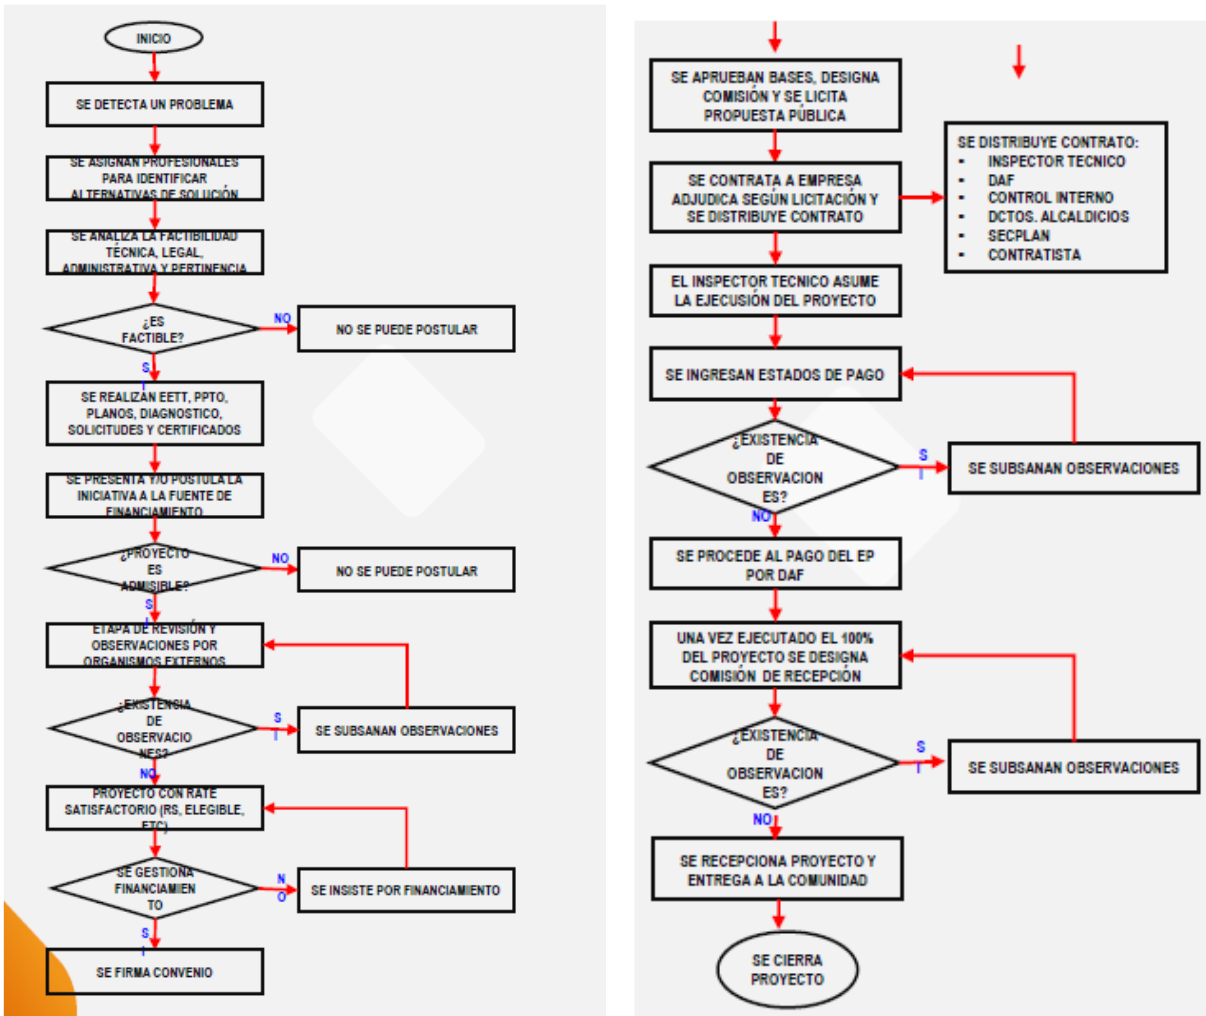 INICIO
SE DETECTA UN PROBLEMA
SE ASIGNAN PROFESIONALES
PARA IDENTIFICAR
ALTERNATIVAS DE SOLUCIÓN
SE ANALIZA LA FACTIBILIDAD
TÉCNICA, LEGAL,
ADMINISTRATIVA Y PERTINENCIA
¿ES
FACTIBLE?
NO
NO SE PUEDE POSTULAR
S
I
SE REALIZAN EETT, PPTO,
PLANOS, DIAGNOSTICO,
SOLICITUDES Y CERTIFICADOS
SE PRESENTA Y/O POSTULA LA
INICIATIVA A LA FUENTE DE
FINANCIAMIENTO
¿PROYECTO
ES
ADMISIBLE?
NO
NO SE PUEDE POSTULAR
S
I
ETAPA DE REVISIÓN Y
OBSERVACIONES POR
ORGANISMOS EXTERNOS
¿EXISTENCIA
DE
OBSERVACIO
NES?
S
I
SE SUBSANAN OBSERVACIONES
NO
PROYECTO CON RATE
SATISFACTORIO (RS, ELEGIBLE,
ETC)
SE GESTIONA
FINANCIAMIEN
TO
N
O
SE INSISTE POR FINANCIAMIENTO
S
I
SE FIRMA CONVENIO
SE APRUEBAN BASES, DESIGNA
COMISIÓN Y SE LICITA
PROPUESTA PÚBLICA
SE CONTRATA A EMPRESA
ADJUDICA SEGÚN LICITACIÓN Y
SE DISTRIBUYE CONTRATO
SE DISTRIBUYE CONTRATO:
▪ INSPECTOR TECNICO
▪ DAF
▪ CONTROL INTERNO
▪ DCTOS. ALCALDICIOS
▪ SECPLAN
▪ CONTRATISTA
EL INSPECTOR TECNICO ASUME
LA EJECUSIÓN DEL PROYECTO
SE INGRESAN ESTADOS DE PAGO
¿EXISTENCIA
DE
OBSERVACION
ES?
S
I
SE SUBSANAN OBSERVACIONES
NO
SE PROCEDE AL PAGO DEL EP
POR DAF
UNA VEZ EJECUTADO EL 100%
DEL PROYECTO SE DESIGNA
COMISIÓN DE RECEPCIÓN
¿EXISTENCIA
DE
OBSERVACION
ES?
S
I
SE SUBSANAN OBSERVACIONES
NO
SE RECEPCIONA PROYECTO Y
ENTREGA A LA COMUNIDAD
SE CIERRA
PROYECTO